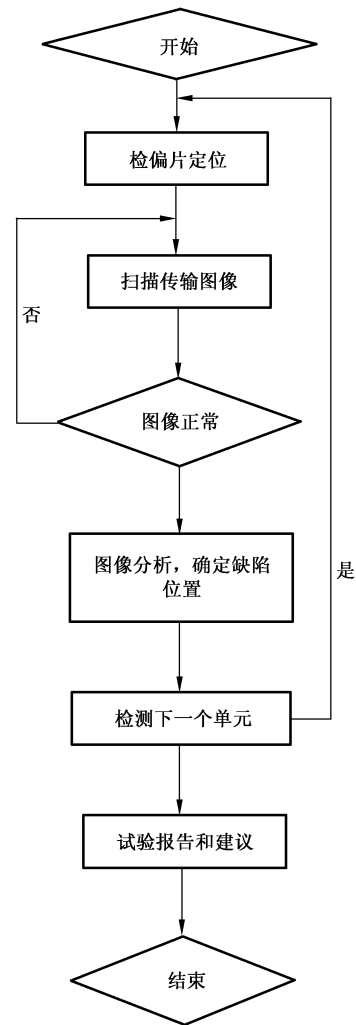 开始
检偏片定位
扫描传输图像
否
图像正常
图像分析，确定缺陷
位置
是
检测下一个单元
试验报告和建议
结束